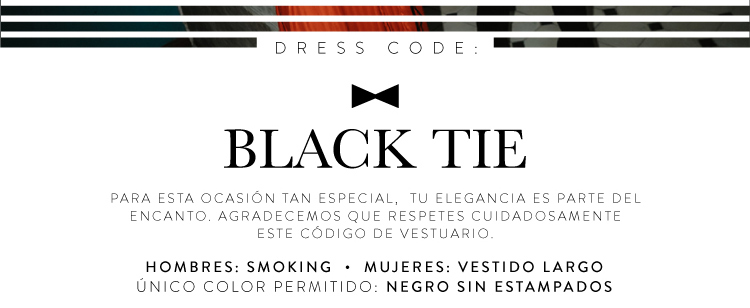 DRESS CODE:
BLACK TIE
PARA ESTA OCASIÓN TAN ESPECIAL, TU ELEGANCIA ES PARTE DEL
ENCANTO. AGRADECEMOS QUE RESPETES CUIDADOSAMENTE
ESTE CÓDIGO DE VESTUARIO.
HOMBRES: SMOKING • MUJERES: VESTIDO LARGO
ÚNICO COLOR PERMITIDO: NEGRO SIN ESTAMPADOS